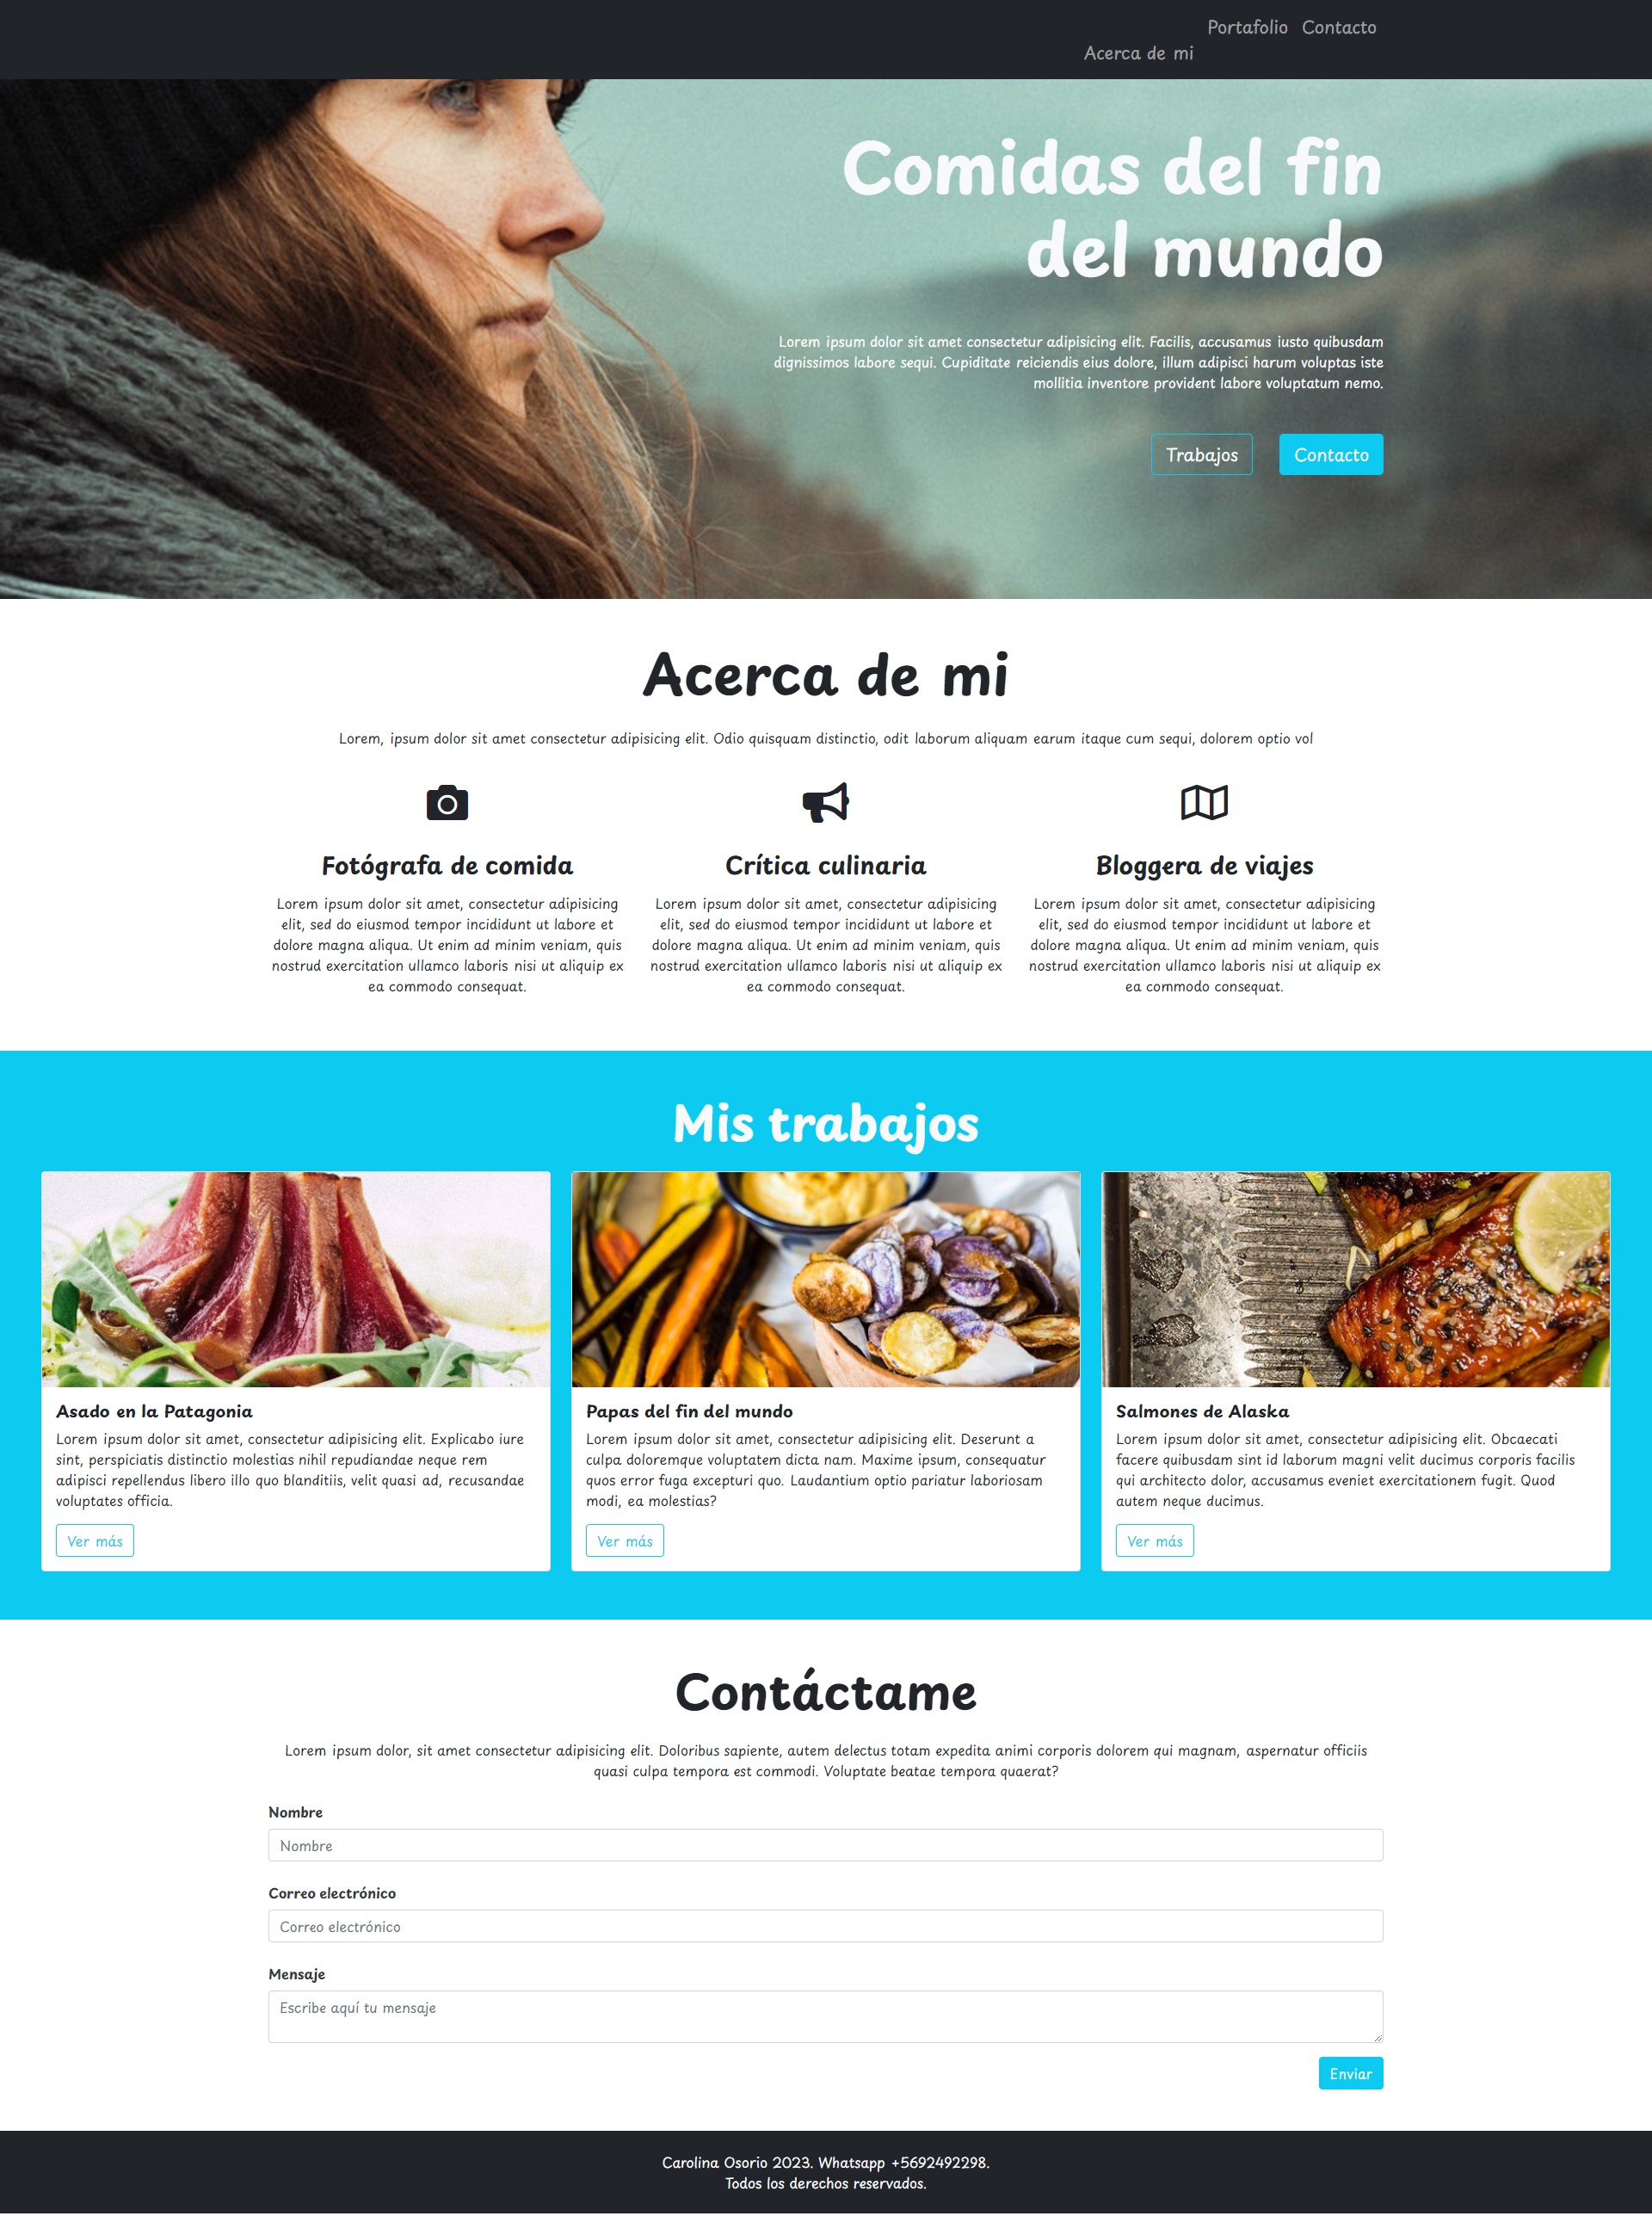 Portafolio Contacto
Acerca de mi
Comidas del fin
del mundo
Lorem ipsum dolor sit amet consectetur adipisicing elit. Facilis, accusamus iusto quibusdam
dignissimos labore sequi. Cupiditate reiciendis eius dolore, illum adipisci harum voluptas iste
mollitia inventore provident labore voluptatum nemo.
Trabajos
Contacto
Acerca de mi
Lorem, ipsum dolor sit amet consectetur adipisicing elit. Odio quisquam distinctio, odit laborum aliquam earum itaque cum sequi, dolorem optio vol
Fotógrafa de comida
Lorem ipsum dolor sit amet, consectetur adipisicing
elit, sed do eiusmod tempor incididunt ut labore et
dolore magna aliqua. Ut enim ad minim veniam, quis
nostrud exercitation ullamco laboris nisi ut aliquip ex
ea commodo consequat.
Crítica culinaria
Lorem ipsum dolor sit amet, consectetur adipisicing
elit, sed do eiusmod tempor incididunt ut labore et
dolore magna aliqua. Ut enim ad minim veniam, quis
nostrud exercitation ullamco laboris nisi ut aliquip ex
ea commodo consequat.
Bloggera de viajes
Lorem ipsum dolor sit amet, consectetur adipisicing
elit, sed do eiusmod tempor incididunt ut labore et
dolore magna aliqua. Ut enim ad minim veniam, quis
nostrud exercitation ullamco laboris nisi ut aliquip ex
ea commodo consequat.
Mis trabajos
Asado en la Patagonia
Lorem ipsum dolor sit amet, consectetur adipisicing elit. Explicabo iure
sint, perspiciatis distinctio molestias nihil repudiandae neque rem
adipisci repellendus libero illo quo blanditiis, velit quasi ad, recusandae
voluptates officia.
Ver más
Papas del fin del mundo
Lorem ipsum dolor sit amet, consectetur adipisicing elit. Deserunt a
culpa doloremque voluptatem dicta nam. Maxime ipsum, consequatur
quos error fuga excepturi quo. Laudantium optio pariatur laboriosam
modi, ea molestias?
Ver más
Salmones de Alaska
Lorem ipsum dolor sit amet, consectetur adipisicing elit. Obcaecati
facere quibusdam sint id laborum magni velit ducimus corporis facilis
qui architecto dolor, accusamus eveniet exercitationem fugit. Quod
autem neque ducimus.
Ver más
Contáctame
Lorem ipsum dolor, sit amet consectetur adipisicing elit. Doloribus sapiente, autem delectus totam expedita animi corporis dolorem qui magnam, aspernatur officiis
quasi culpa tempora est commodi. Voluptate beatae tempora quaerat?
Nombre
Nombre
Correo electrónico
Correo electrónico
Mensaje
Escribe aquí tu mensaje
Enviar
Carolina Osorio 2023. Whatsapp +5692492298.
Todos los derechos reservados.